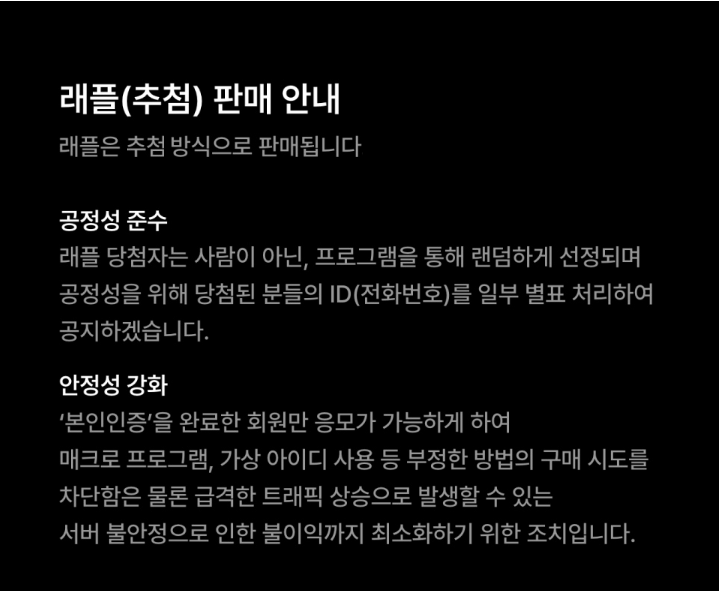 래플(추첨) 판매 안내
래플은 추첨 방식으로 판매됩니다
공정성 준수
래플 당첨자는 사람이 아닌, 프로그램을 통해 랜덤하게 선정되며
공정성을 위해 당첨된 분들의 ID(전화번호)를 일부 별표 처리하여
공지하겠습니다.
안정성 강화
‘본인인증’을 완료한 회원만 응모가 가능하게 하여
매크로 프로그램, 가상 아이디 사용 등 부정한 방법의 구매 시도를
차단함은 물론 급격한 트래픽 상승으로 발생할 수 있는
서버 불안정으로 인한 불이익까지 최소화하기 위한 조치입니다.